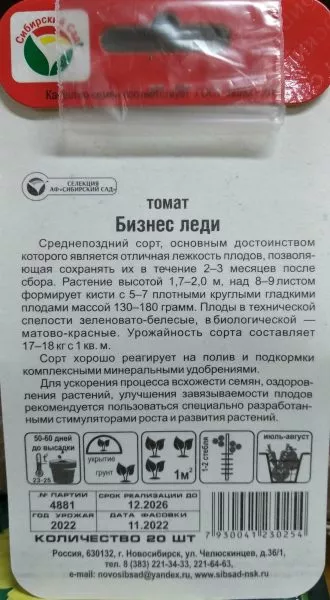 Сибирский Сад
СЕЛЕКЦИЯ
АФ«СИБИРСКИЙ САД»
томат
Бизнес леди
Среднепоздний сорт, основным достоинством
которого является отличная лежкость плодов, позволя-
ющая сохранять их в течение 2–3 месяцев после
сбора. Растение высотой 1,7–2,0 м, над 8–9 листом
формирует кисти с 5–7 плотными круглыми гладкими
плодами массой 130–180 грамм. Плоды в технической
спелости зеленовато-белесые, в биологической —
матово-красные. Урожайность сорта составляет
17–18 кг с 1 кв. м.
Сорт хорошо реагирует на полив и подкормки
комплексными минеральными удобрениями.
Для ускорения процесса всхожести семян, оздоров-
ления растений, улучшения завязываемости плодов
рекомендуется пользоваться специально разработан-
ными стимуляторами роста и развития растений.
50-60 дней
до высадки
23-25
укрытие
грунт
1м²
1-2 стебля
июль-август
№ ПАРТИИ
4881
СРОК РЕАЛИЗАЦИИ ДО
12.2026
ГОД УРОЖАЯ
2022
ДАТА ФАСОВКИ
11.2022
КОЛИЧЕСТВО 20 ШТ
7930041230254
Россия, 630132, г. Новосибирск, ул. Челюскинцев, д.36/1,
тел. 8 (383) 221-34-33, 221-64-63,
e-mail: novosibsad@yandex.ru, www.sibsad-nsk.ru